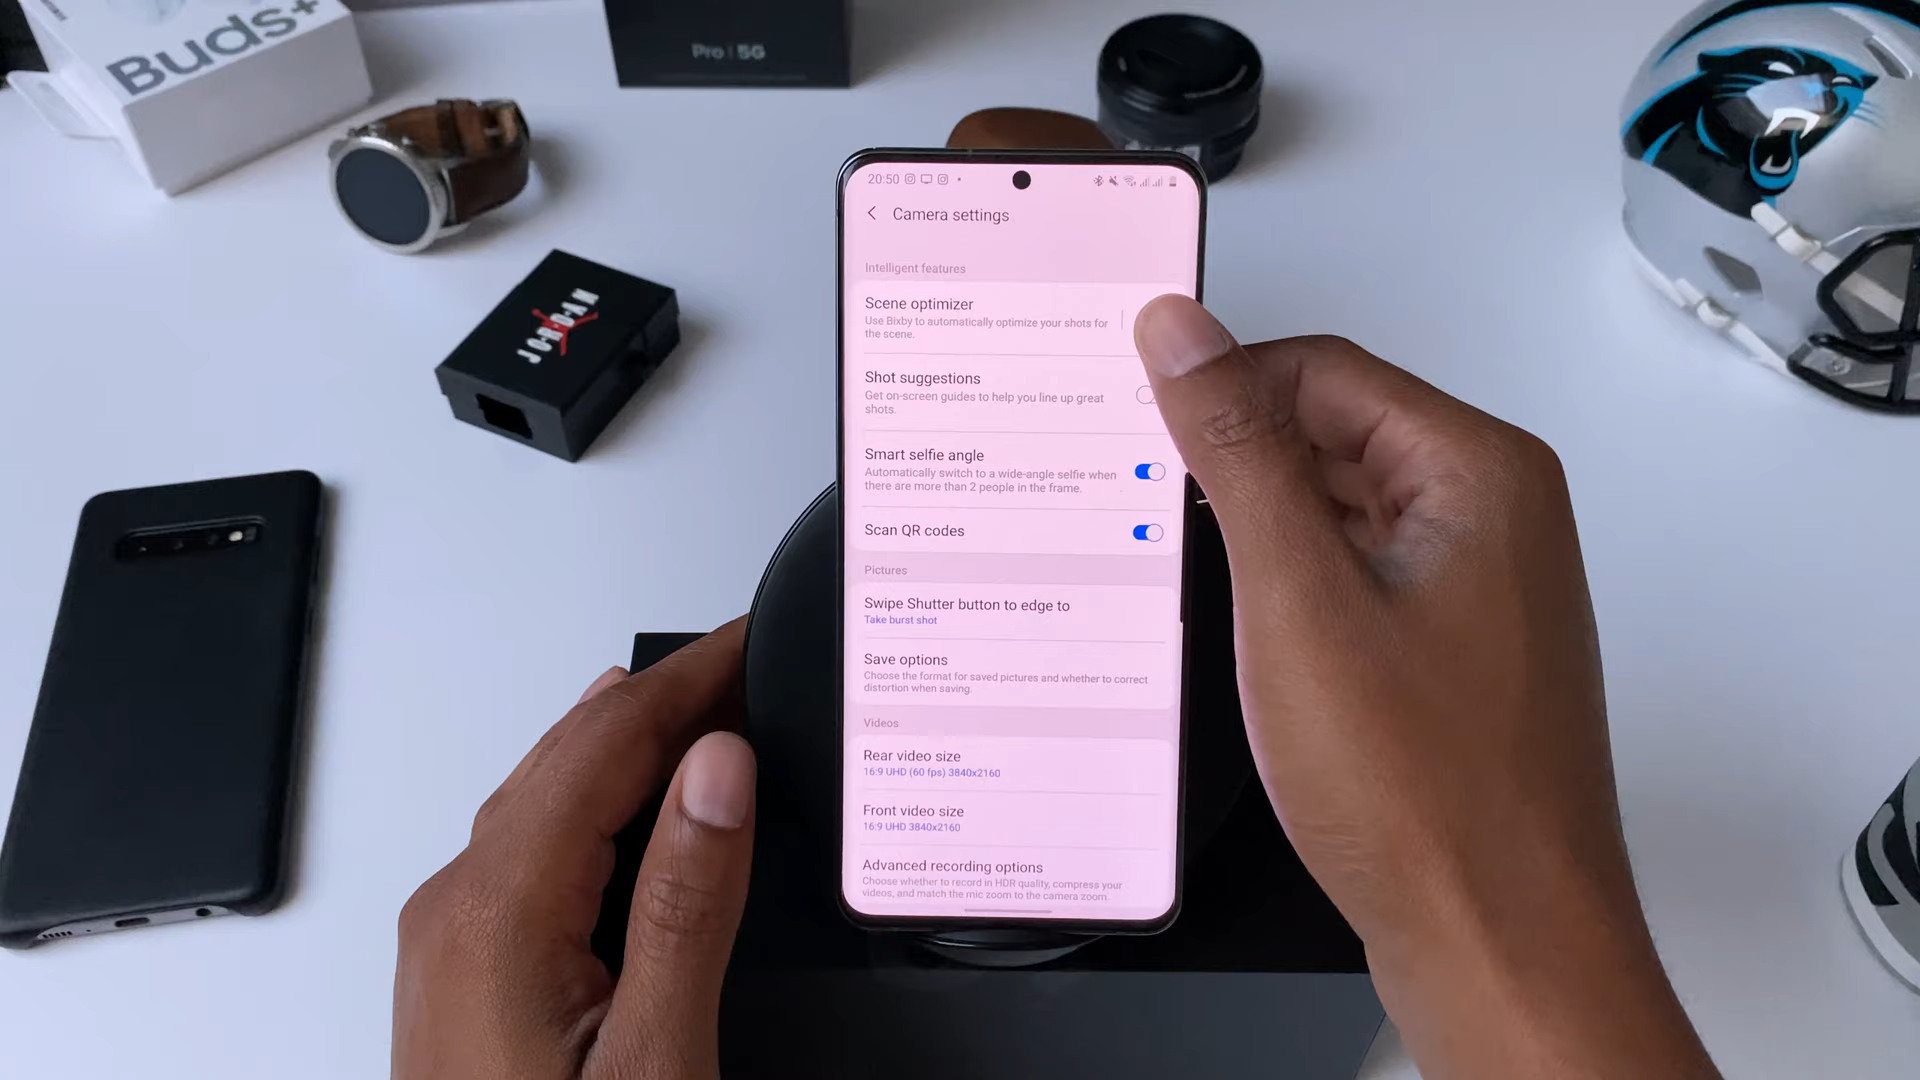 Buds+
Pro | 5G
JORDAN
20:50
Camera settings
Intelligent features
Scene optimizer
Use Bixby to automatically optimize your shots for
the scene.
Shot suggestions
Get on-screen guides to help you line up great
shots.
Smart selfie angle
Automatically switch to a wide-angle selfie when
there are more than 2 people in the frame.
Scan QR codes
Pictures
Swipe Shutter button to edge to
Take burst shot
Save options
Choose the format for saved pictures and whether to correct
distortion when saving.
Videos
Rear video size
16:9 UHD (60 fps) 3840x2160
Front video size
16:9 UHD 3840x2160
Advanced recording options
Choose whether to record in HDR quality, compress your
videos, and match the mic zoom to the camera zoom.